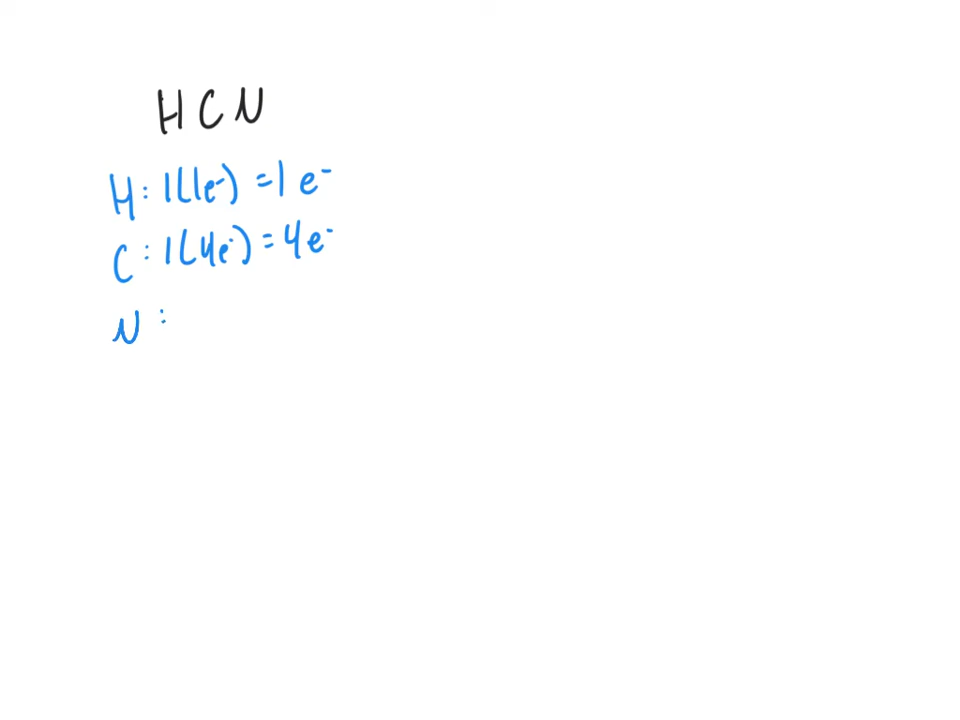 HCN
H: 1(1e⁻) = 1 e⁻
C: 1(4e⁻) = 4e⁻
N: